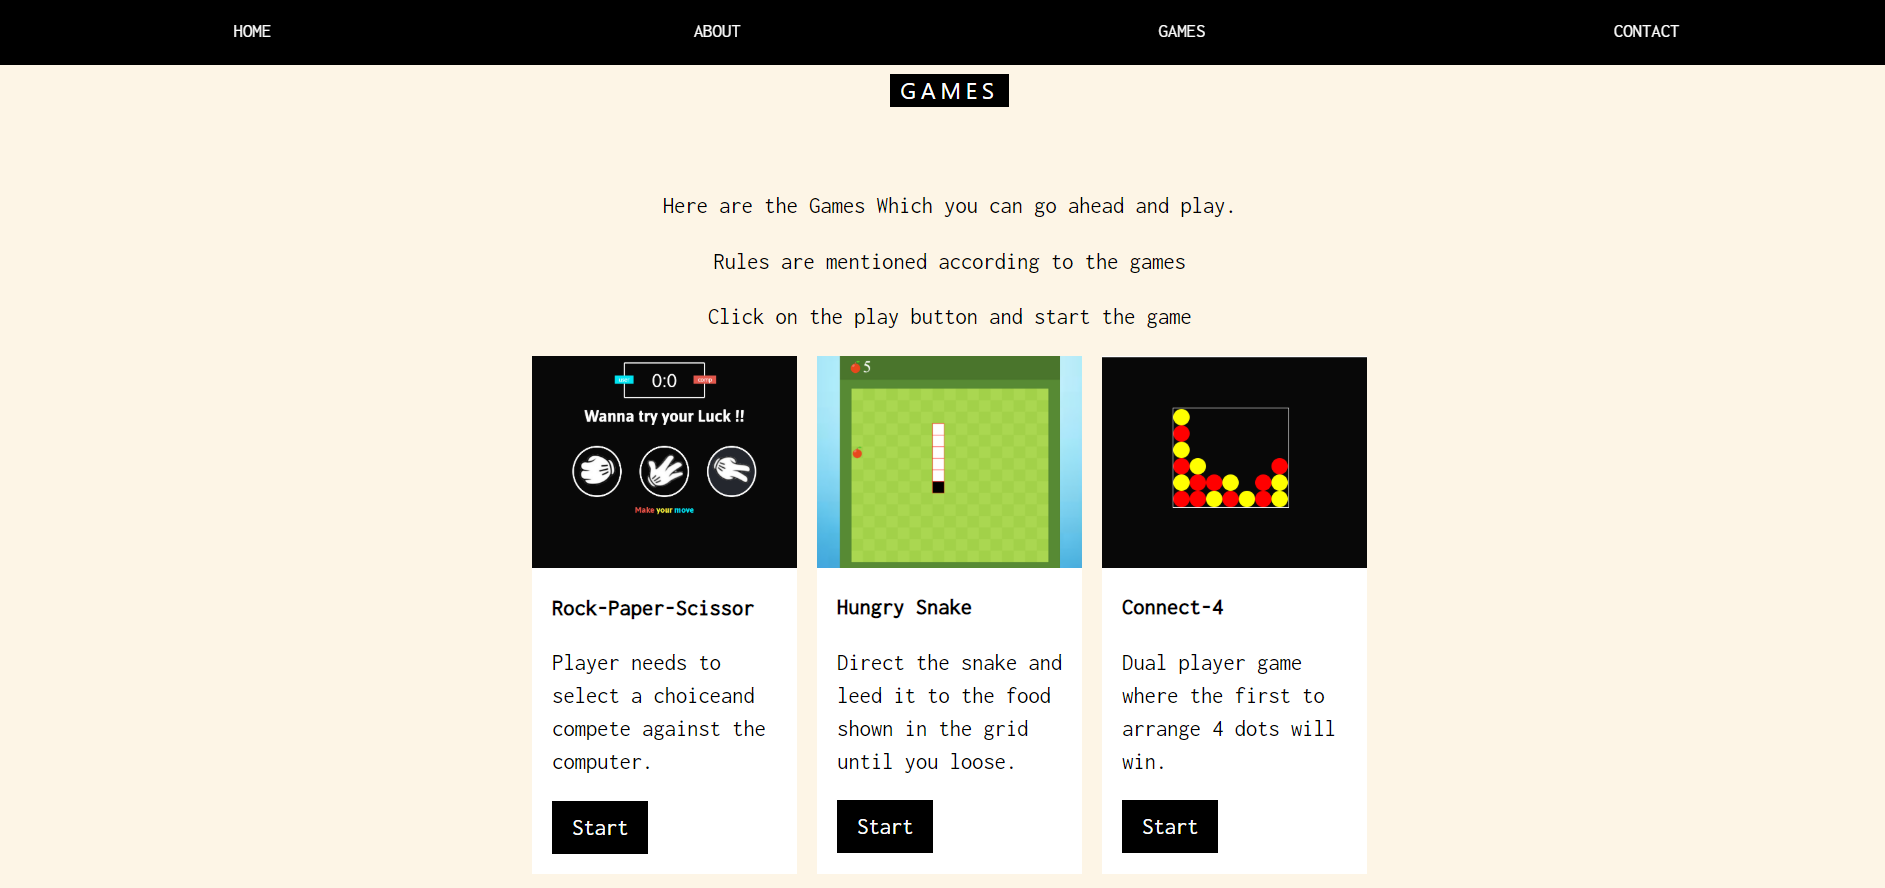 HOME ABOUT GAMES CONTACT
GAMES
Here are the Games Which you can go ahead and play.
Rules are mentioned according to the games
Click on the play button and start the game
user 0:0 comp
Wanna try your Luck !!
Make your move
5
Rock-Paper-Scissor
Player needs to
select a choiceand
compete against the
computer.
Start
Hungry Snake
Direct the snake and
leed it to the food
shown in the grid
until you loose.
Start
Connect-4
Dual player game
where the first to
arrange 4 dots will
win.
Start